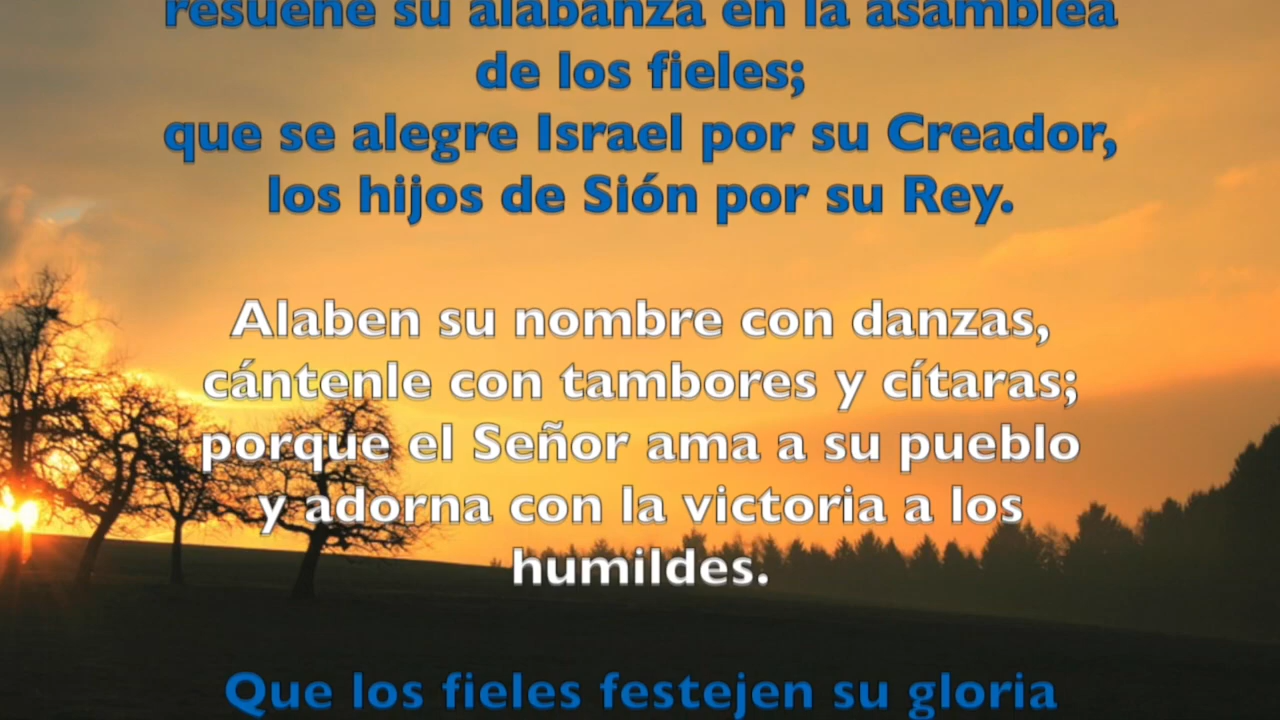 resuene su alabanza en la asamblea
de los fieles;
que se alegre Israel por su Creador,
los hijos de Sión por su Rey.
Alaben su nombre con danzas,
cántenle con tambores y cítaras;
porque el Señor ama a su pueblo
y adorna con la victoria a los
humildes.
Que los fieles festejen su gloria